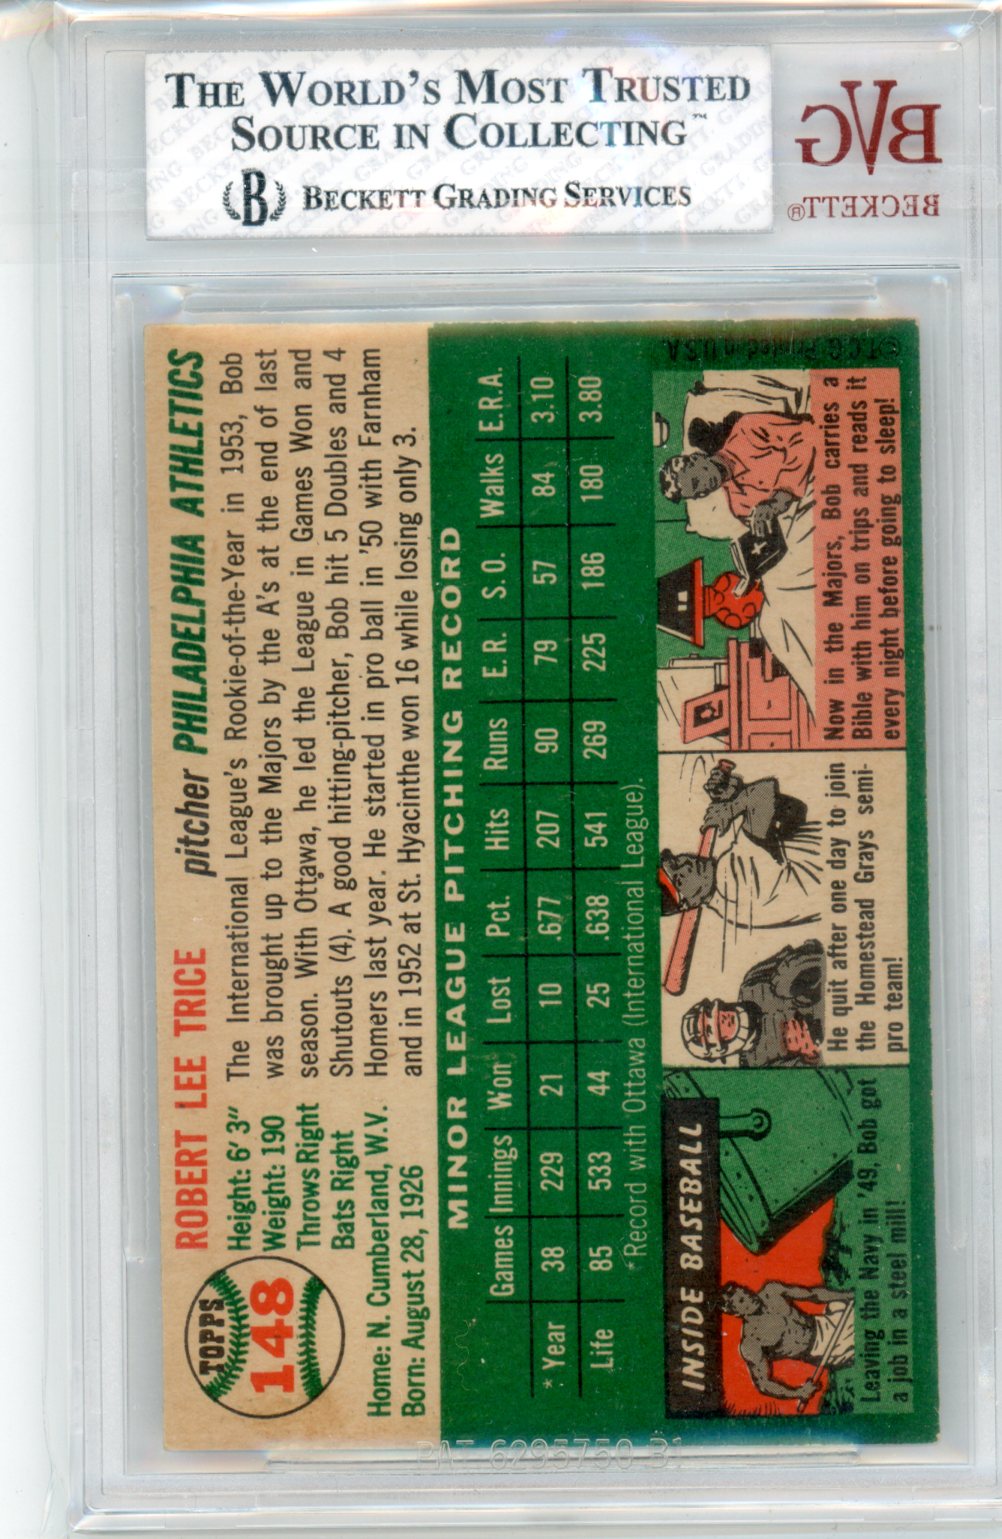 THE WORLD'S MOST TRUSTED
SOURCE IN COLLECTING™
B BECKETT GRADING SERVICES
BVG
BECKETT®
TOPPS
148
ROBERT LEE TRICE pitcher PHILADELPHIA ATHLETICS
Height: 6' 3"
Weight: 190
Throws Right
Bats Right
Home: N. Cumberland, W.V.
Born: August 28, 1926
The International League's Rookie-of-the-Year in 1953, Bob
was brought up to the Majors by the A's at the end of last
season. With Ottawa, he led the League in Games Won and
Shutouts (4). A good hitting-pitcher, Bob hit 5 Doubles and 4
Homers last year. He started in pro ball in '50 with Farnham
and in 1952 at St. Hyacinthe won 16 while losing only 3.
MINOR LEAGUE PITCHING RECORD
Games Innings Won Lost Pct. Hits Runs E.R. S.O. Walks E.R.A.
* Year 38 229 21 10 .677 207 90 79 57 84 3.10
Life 85 533 44 25 .638 541 269 225 186 180 3.80
*Record with Ottawa (International League).
INSIDE BASEBALL
Leaving the Navy in '49, Bob got
a job in a steel mill!
He quit after one day to join
the Homestead Grays semi-
pro team!
Now in the Majors, Bob carries a
Bible with him on trips and reads it
every night before going to sleep!
©T.C.G. Printed in U.S.A.
PAT 6295750 B1